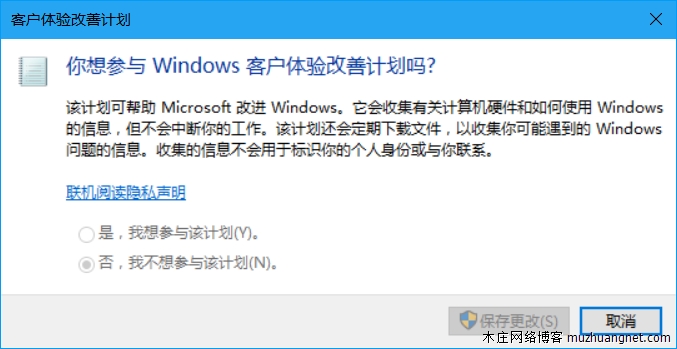 客户体验改善计划
你想参与 Windows 客户体验改善计划吗?
该计划可帮助 Microsoft 改进 Windows。它会收集有关计算机硬件和如何使用 Windows
的信息，但不会中断你的工作。该计划还会定期下载文件，以收集你可能遇到的 Windows
问题的信息。收集的信息不会用于标识你的个人身份或与你联系。
联机阅读隐私声明
是，我想参与该计划(Y)。
否，我不想参与该计划(N)。
保存更改(S) 取消
木庄网络博客 muzhuangnet.com